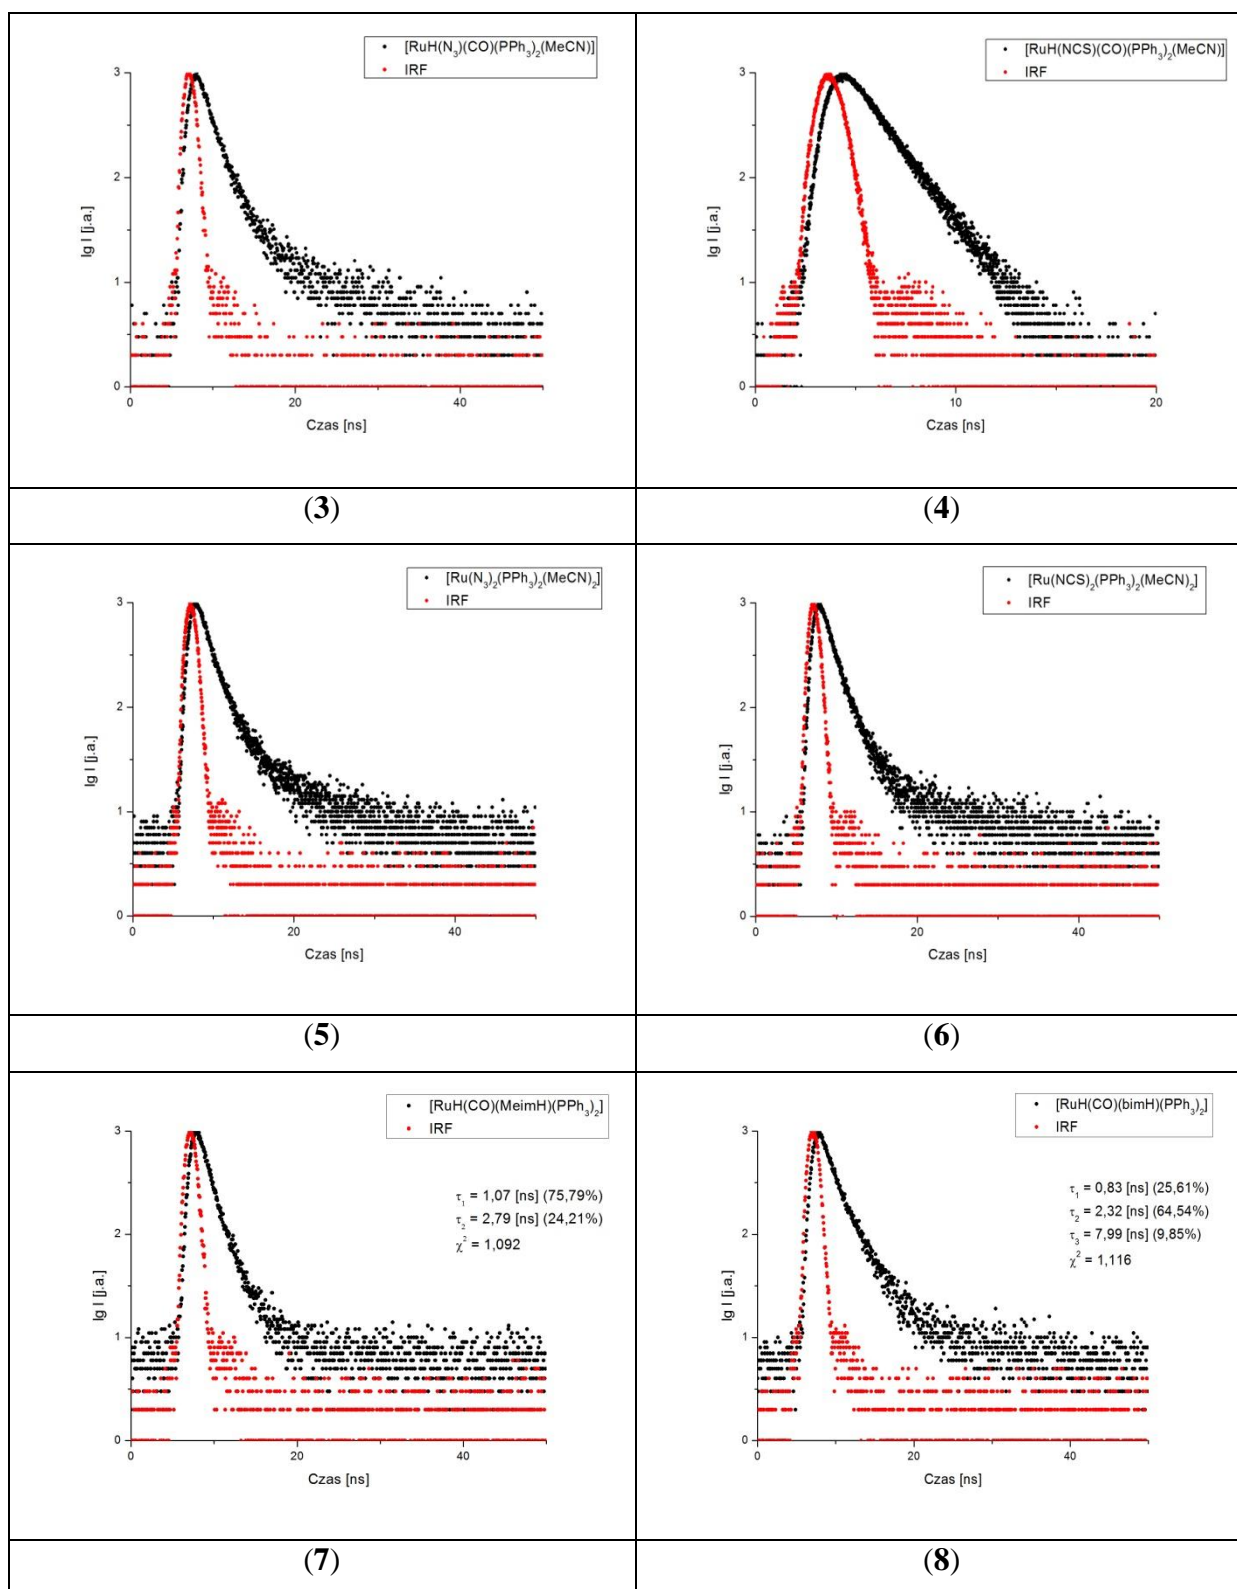 [RuH(N₃)(CO)(PPh₃)₂(MeCN)]
IRF
3
2
1
0
lg I [j.a.]
0 20 40
Czas [ns]
[RuH(NCS)(CO)(PPh₃)₂(MeCN)]
IRF
3
2
1
0
lg I [j.a.]
0 10 20
Czas [ns]
(3) (4)
[Ru(N₃)₂(PPh₃)₂(MeCN)₂]
IRF
3
2
1
0
lg I [j.a.]
0 20 40
Czas [ns]
[Ru(NCS)₂(PPh₃)₂(MeCN)₂]
IRF
3
2
1
0
lg I [j.a.]
0 20 40
Czas [ns]
(5) (6)
[RuH(CO)(MeimH)(PPh₃)₂]
IRF
τ₁ = 1,07 [ns] (75,79%)
τ₂ = 2,79 [ns] (24,21%)
χ² = 1,092
3
2
1
0
lg I [j.a.]
0 20 40
Czas [ns]
[RuH(CO)(bimH)(PPh₃)₂]
IRF
τ₁ = 0,83 [ns] (25,61%)
τ₂ = 2,32 [ns] (64,54%)
τ₃ = 7,99 [ns] (9,85%)
χ² = 1,116
3
2
1
0
lg I [j.a.]
0 20 40
Czas [ns]
(7) (8)